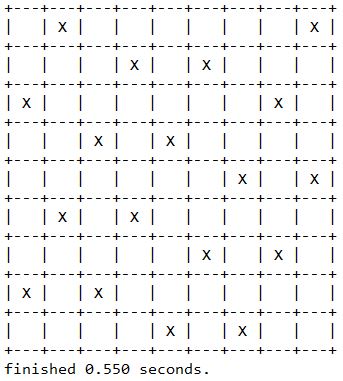 +---+---+---+---+---+---+---+---+---+
|   | X |   |   |   |   |   |   | X |
+---+---+---+---+---+---+---+---+---+
|   |   |   | X |   | X |   |   |   |
+---+---+---+---+---+---+---+---+---+
| X |   |   |   |   |   |   | X |   |
+---+---+---+---+---+---+---+---+---+
|   |   | X |   | X |   |   |   |   |
+---+---+---+---+---+---+---+---+---+
|   |   |   |   |   |   | X |   | X |
+---+---+---+---+---+---+---+---+---+
|   | X |   | X |   |   |   |   |   |
+---+---+---+---+---+---+---+---+---+
|   |   |   |   |   | X |   | X |   |
+---+---+---+---+---+---+---+---+---+
| X |   | X |   |   |   |   |   |   |
+---+---+---+---+---+---+---+---+---+
|   |   |   |   | X |   | X |   |   |
+---+---+---+---+---+---+---+---+---+
finished 0.550 seconds.